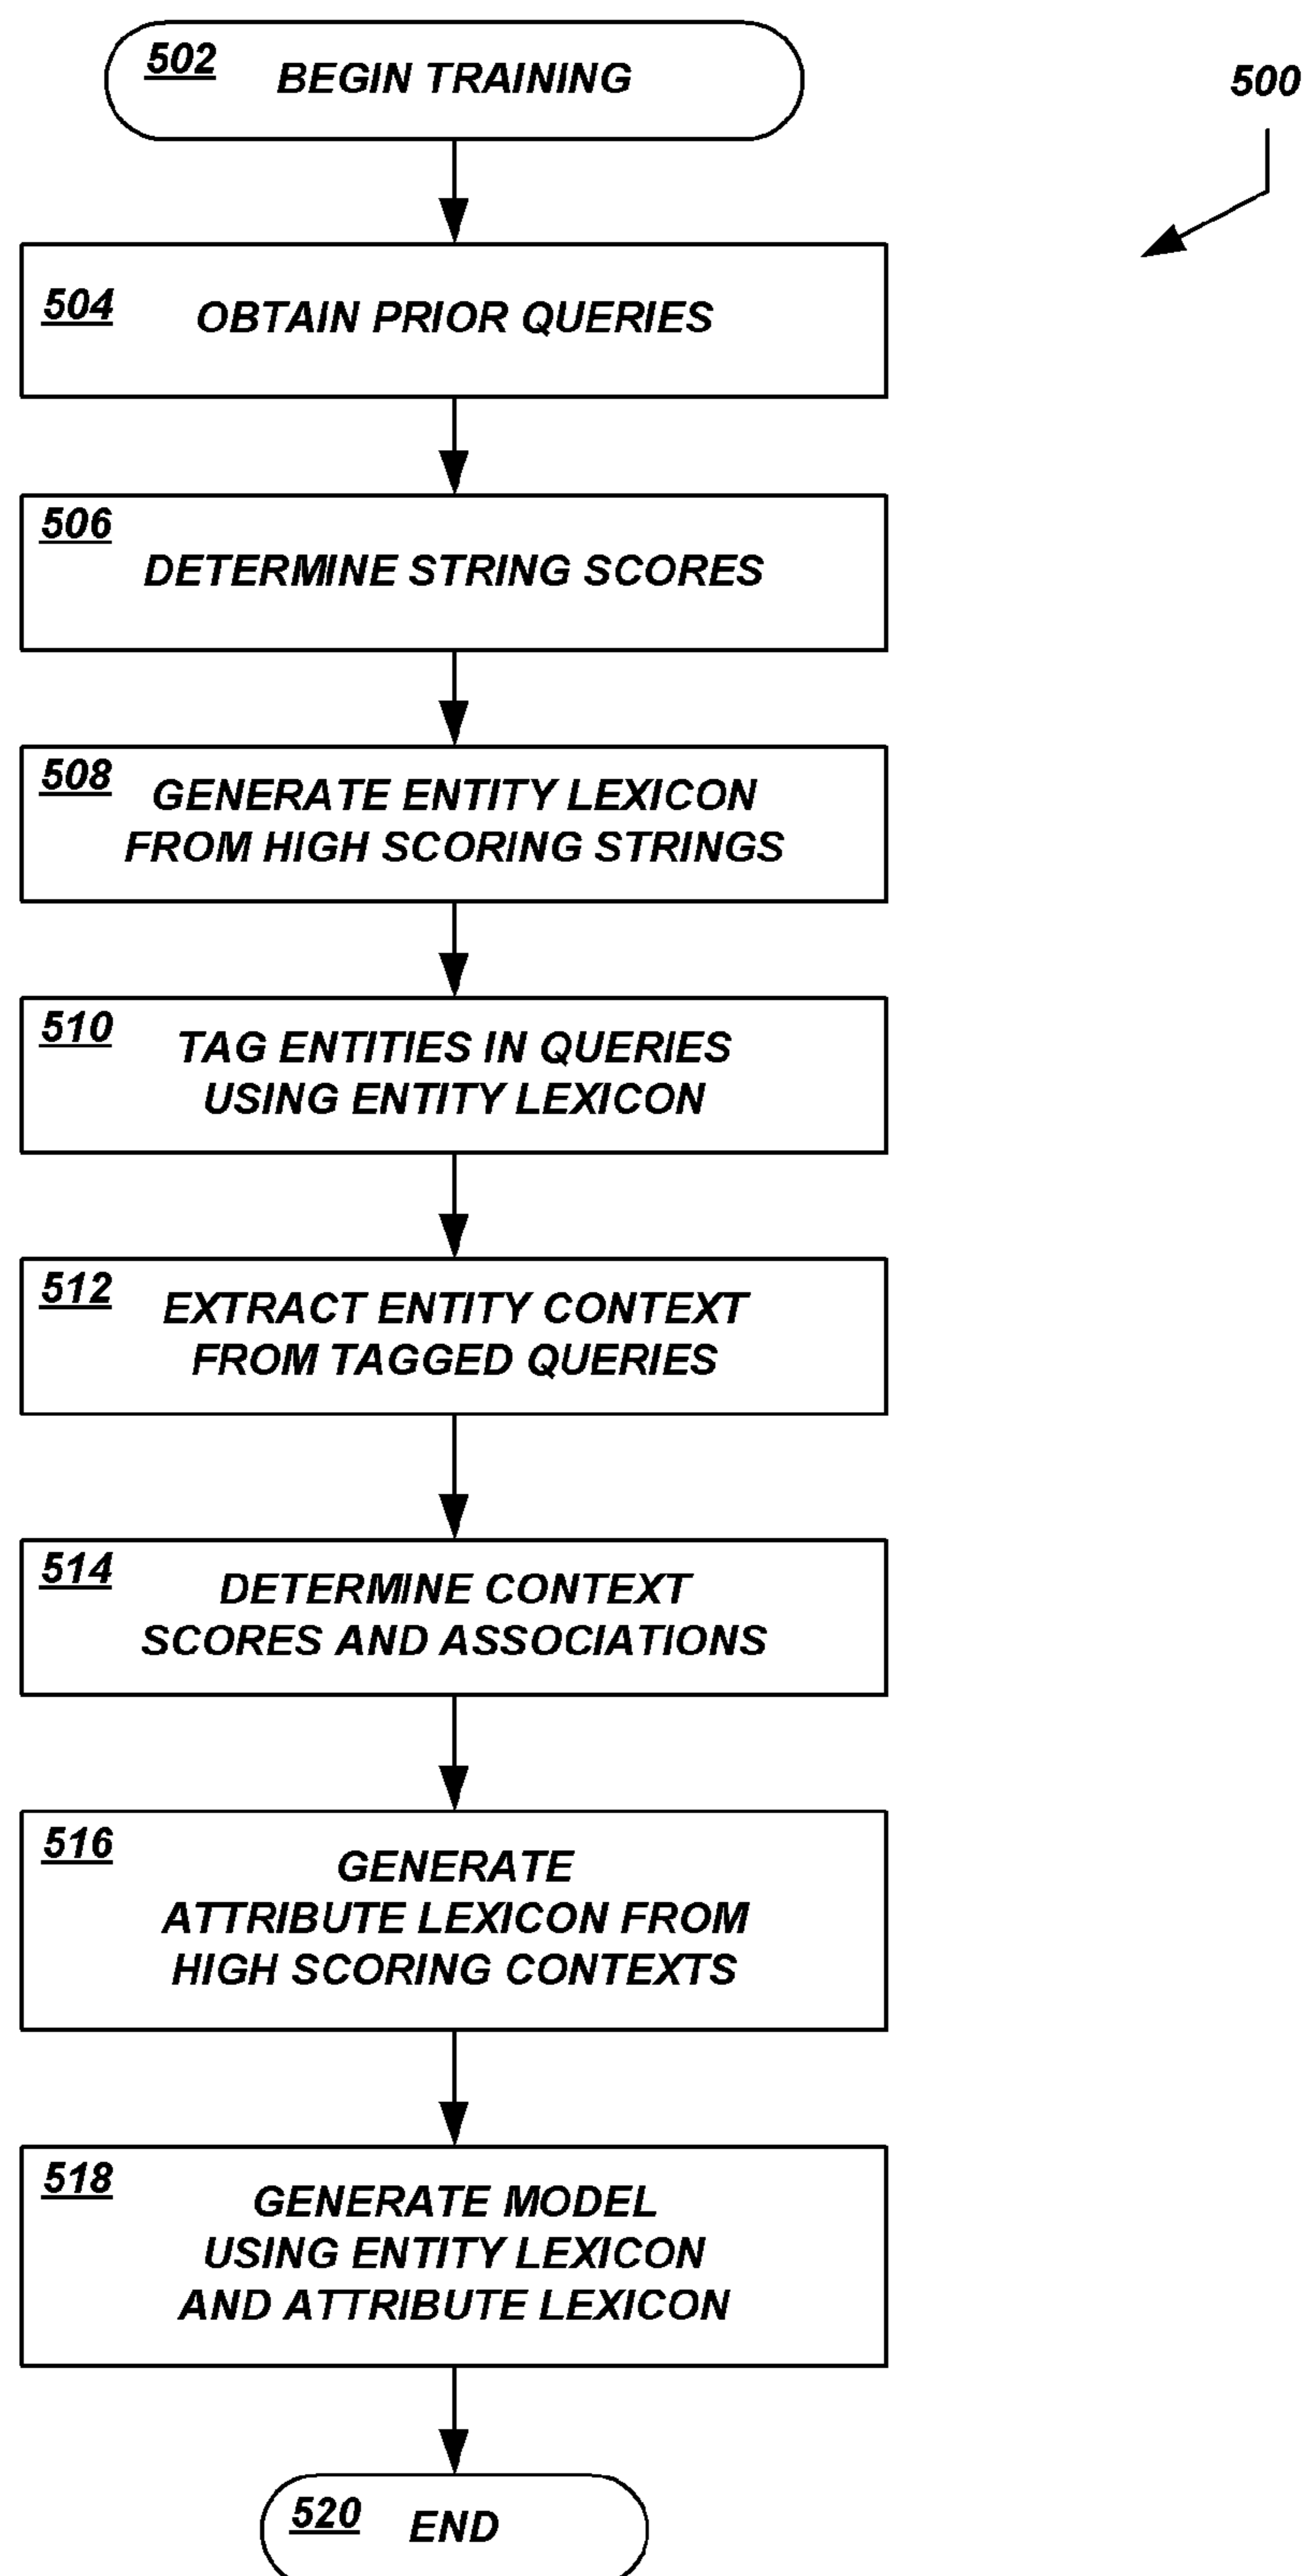 502 BEGIN TRAINING
500
504 OBTAIN PRIOR QUERIES
506
DETERMINE STRING SCORES
508
GENERATE ENTITY LEXICON
FROM HIGH SCORING STRINGS
510
TAG ENTITIES IN QUERIES
USING ENTITY LEXICON
512
EXTRACT ENTITY CONTEXT
FROM TAGGED QUERIES
514
DETERMINE CONTEXT
SCORES AND ASSOCIATIONS
516
GENERATE
ATTRIBUTE LEXICON FROM
HIGH SCORING CONTEXTS
518
GENERATE MODEL
USING ENTITY LEXICON
AND ATTRIBUTE LEXICON
520 END